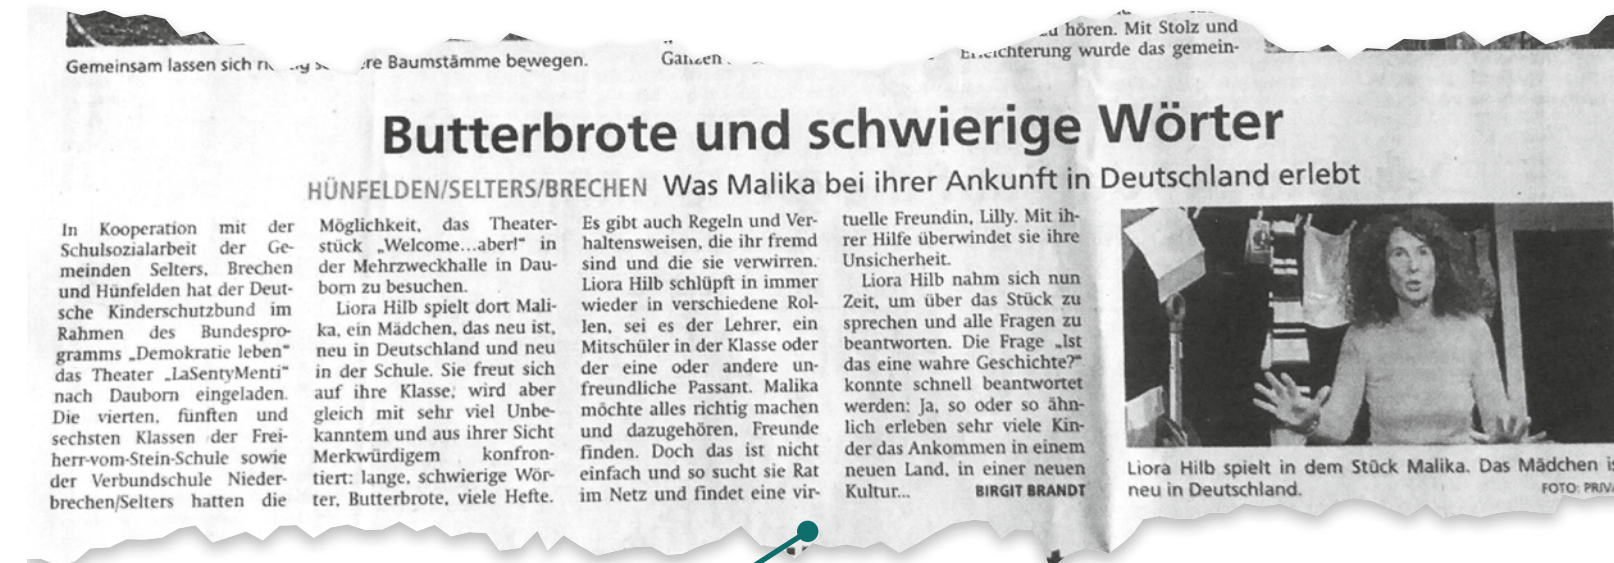 Gemeinsam lassen sich re Baumstämme bewegen.
Ganzen
zu hören. Mit Stolz und
Erleichterung wurde das gemein-
Butterbrote und schwierige Wörter
HÜNFELDEN/SELTERS/BRECHEN Was Malika bei ihrer Ankunft in Deutschland erlebt
In Kooperation mit der
Schulsozialarbeit der Ge-
meinden Selters, Brechen
und Hünfelden hat der Deut-
sche Kinderschutzbund im
Rahmen des Bundespro-
gramms „Demokratie leben“
das Theater „LaSentyMenti“
nach Dauborn eingeladen.
Die vierten, fünften und
sechsten Klassen der Frei-
herr-vom-Stein-Schule sowie
der Verbundschule Nieder-
brechen/Selters hatten die
Möglichkeit, das Theater-
stück „Welcome...aber!“ in
der Mehrzweckhalle in Dau-
born zu besuchen.
Liora Hilb spielt dort Mali-
ka, ein Mädchen, das neu ist,
neu in Deutschland und neu
in der Schule. Sie freut sich
auf ihre Klasse, wird aber
gleich mit sehr viel Unbe-
kanntem und aus ihrer Sicht
Merkwürdigem konfron-
tiert: lange, schwierige Wör-
ter, Butterbrote, viele Hefte.
Es gibt auch Regeln und Ver-
haltensweisen, die ihr fremd
sind und die sie verwirren.
Liora Hilb schlüpft in immer
wieder in verschiedene Rol-
len, sei es der Lehrer, ein
Mitschüler in der Klasse oder
der eine oder andere un-
freundliche Passant. Malika
möchte alles richtig machen
und dazugehören, Freunde
finden. Doch das ist nicht
einfach und so sucht sie Rat
im Netz und findet eine vir-
tuelle Freundin, Lilly. Mit ih-
rer Hilfe überwindet sie ihre
Unsicherheit.
Liora Hilb nahm sich nun
Zeit, um über das Stück zu
sprechen und alle Fragen zu
beantworten. Die Frage „Ist
das eine wahre Geschichte?“
konnte schnell beantwortet
werden: Ja, so oder so ähn-
lich erleben sehr viele Kin-
der das Ankommen in einem
neuen Land, in einer neuen
Kultur... BIRGIT BRANDT
Liora Hilb spielt in dem Stück Malika. Das Mädchen is
neu in Deutschland.
FOTO: PRIVA